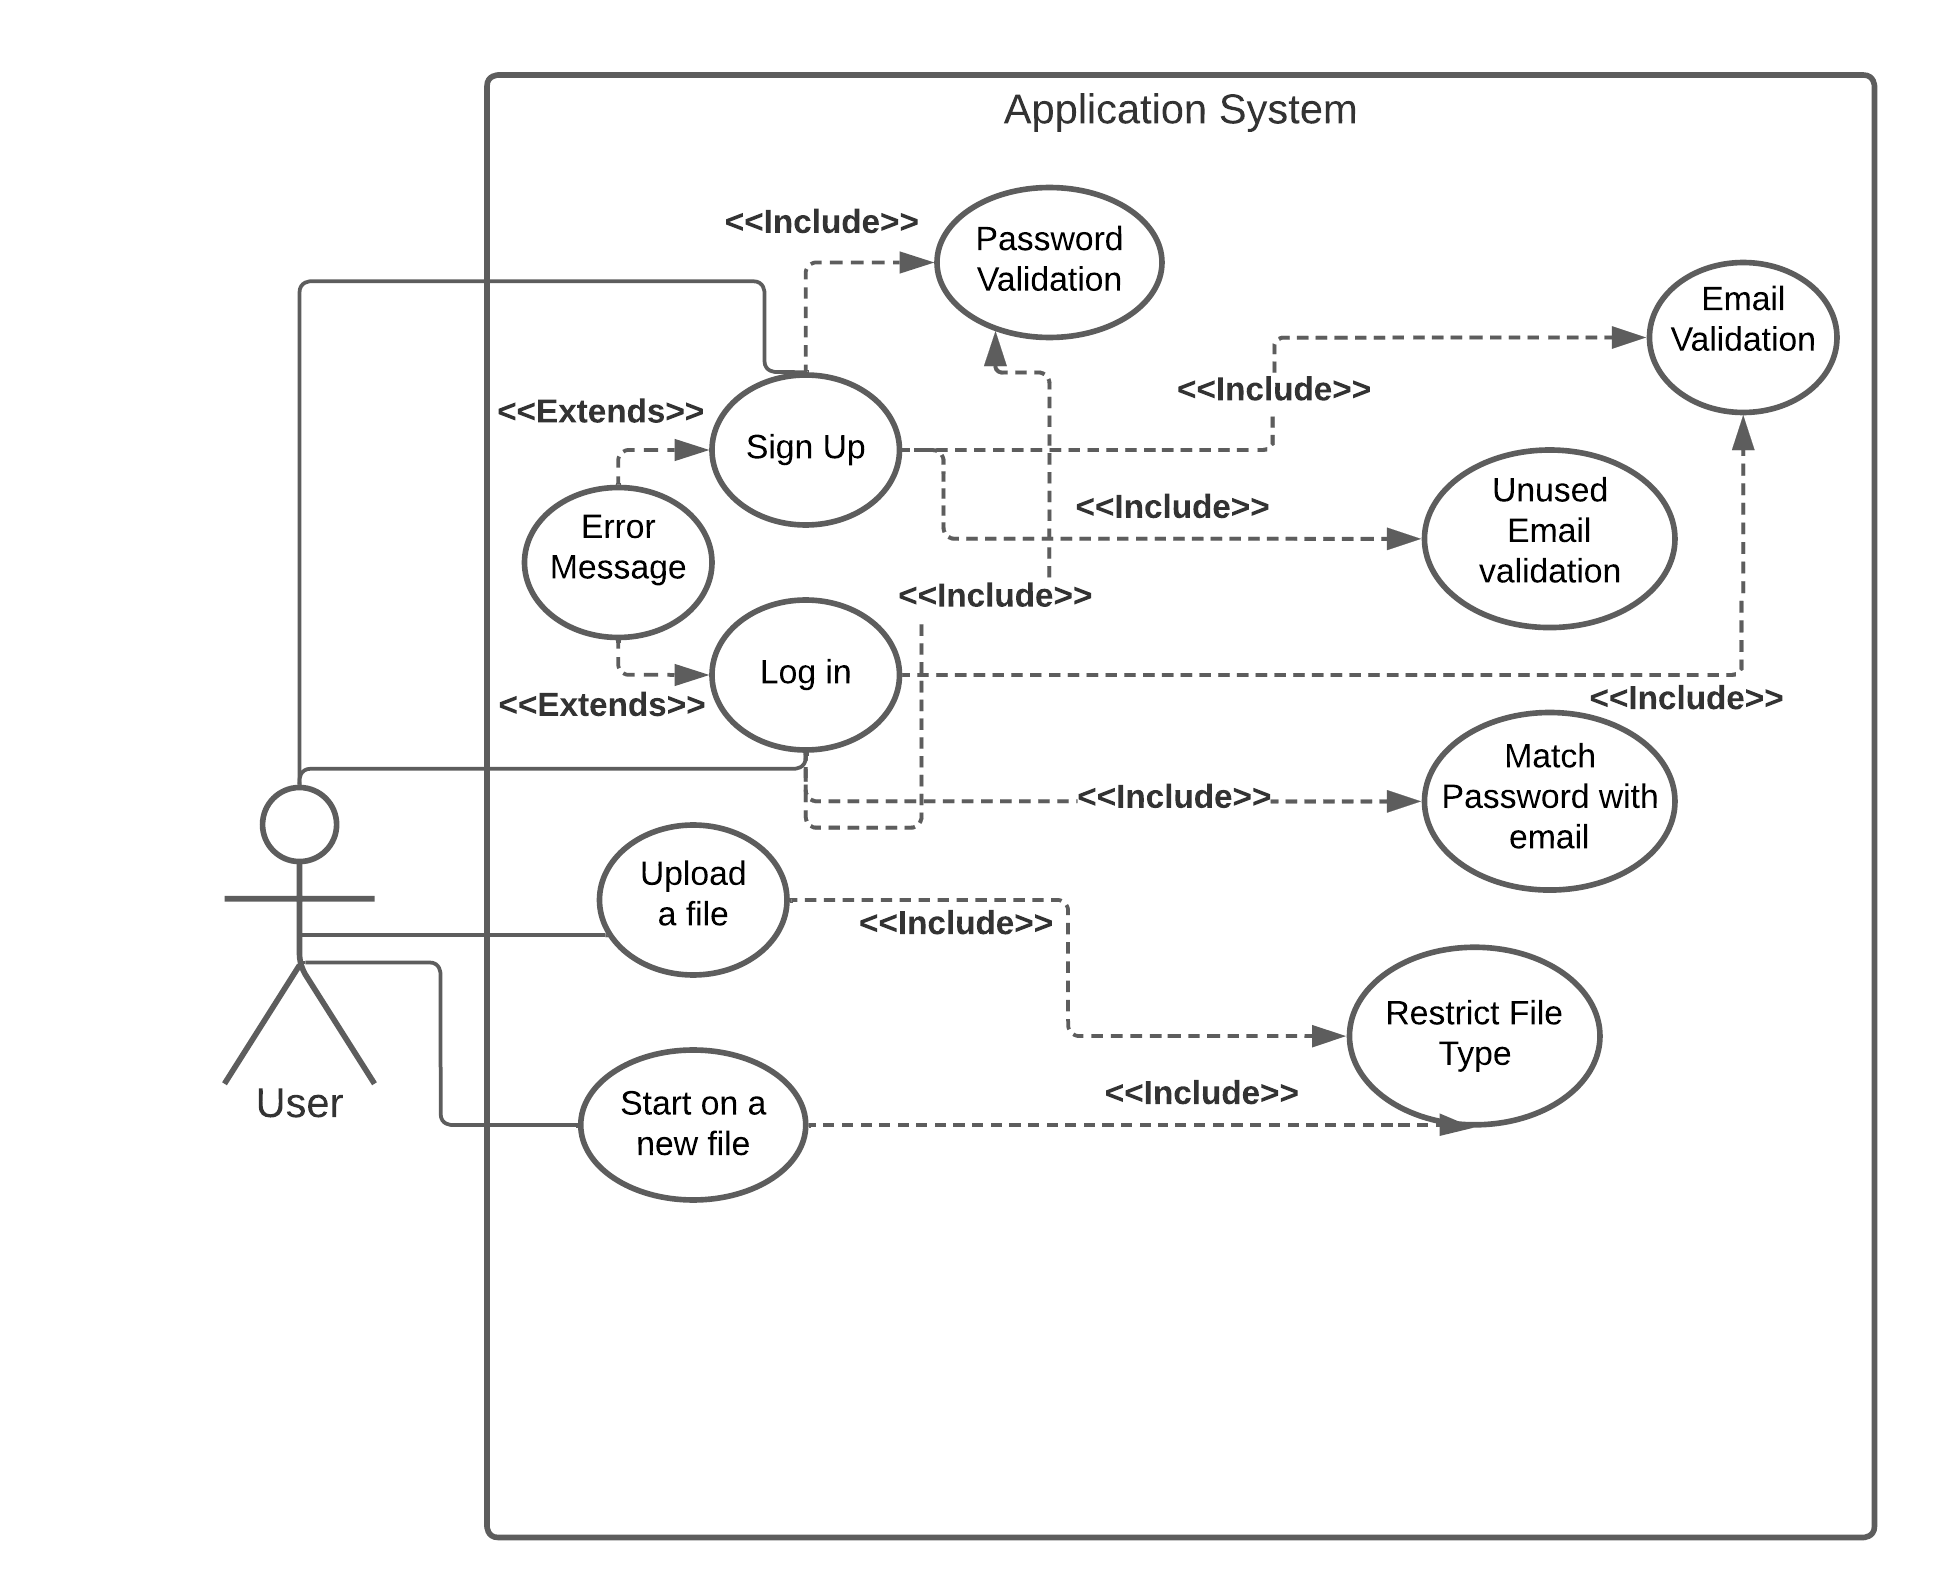 Application System
<<Include>>
Password
Validation
Email
Validation
<<Include>>
<<Extends>>
Sign Up
Unused
Email
validation
<<Include>>
Error
Message
<<Include>>
Log in
<<Extends>>
<<Include>>
Match
Password with
email
<<Include>>
Upload
a file
<<Include>>
Restrict File
Type
<<Include>>
User
Start on a
new file